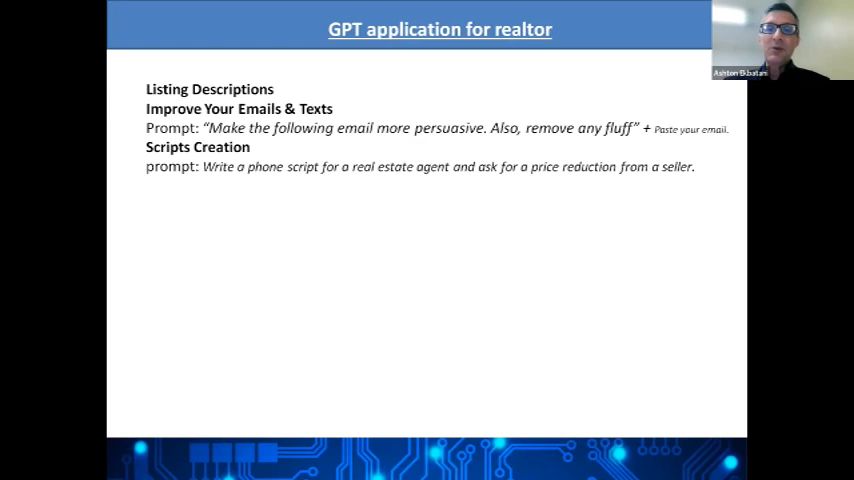 GPT application for realtor
Ashton Ekbatani
Listing Descriptions
Improve Your Emails & Texts
Prompt: “Make the following email more persuasive. Also, remove any fluff” + Paste your email.
Scripts Creation
prompt: Write a phone script for a real estate agent and ask for a price reduction from a seller.